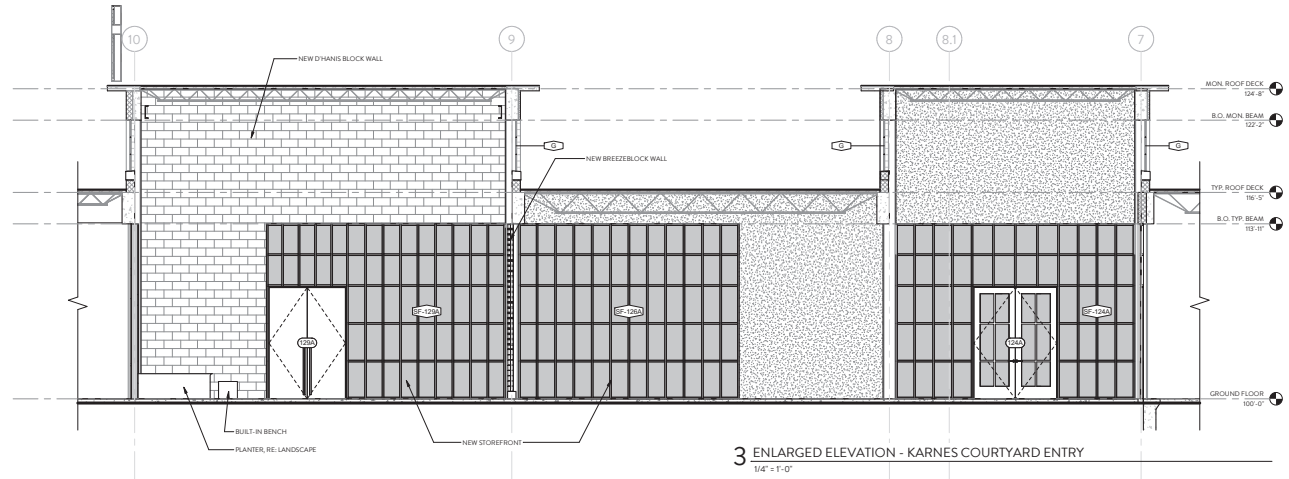 10
9
8
8.1
7
NEW D'HANIS BLOCK WALL
MON. ROOF DECK
124'-8"
B.O. MON. BEAM
122'-2"
G
G
G
NEW BREEZEBLOCK WALL
TYP. ROOF DECK
116'-5"
B.O. TYP. BEAM
113'-11"
SF-129A
SF-126A
SF-124A
129A
124A
GROUND FLOOR
100'-0"
BUILT-IN BENCH
NEW STOREFRONT
PLANTER, RE: LANDSCAPE
3 ENLARGED ELEVATION - KARNES COURTYARD ENTRY
1/4" = 1'-0"